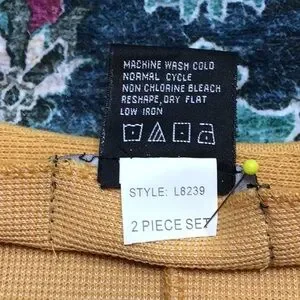 MACHINE WASH COLD
NORMAL CYCLE
NON CHLORINE BLEACH
RESHAPE, DRY FLAT
LOW IRON
STYLE: L8239
2 PIECE SET